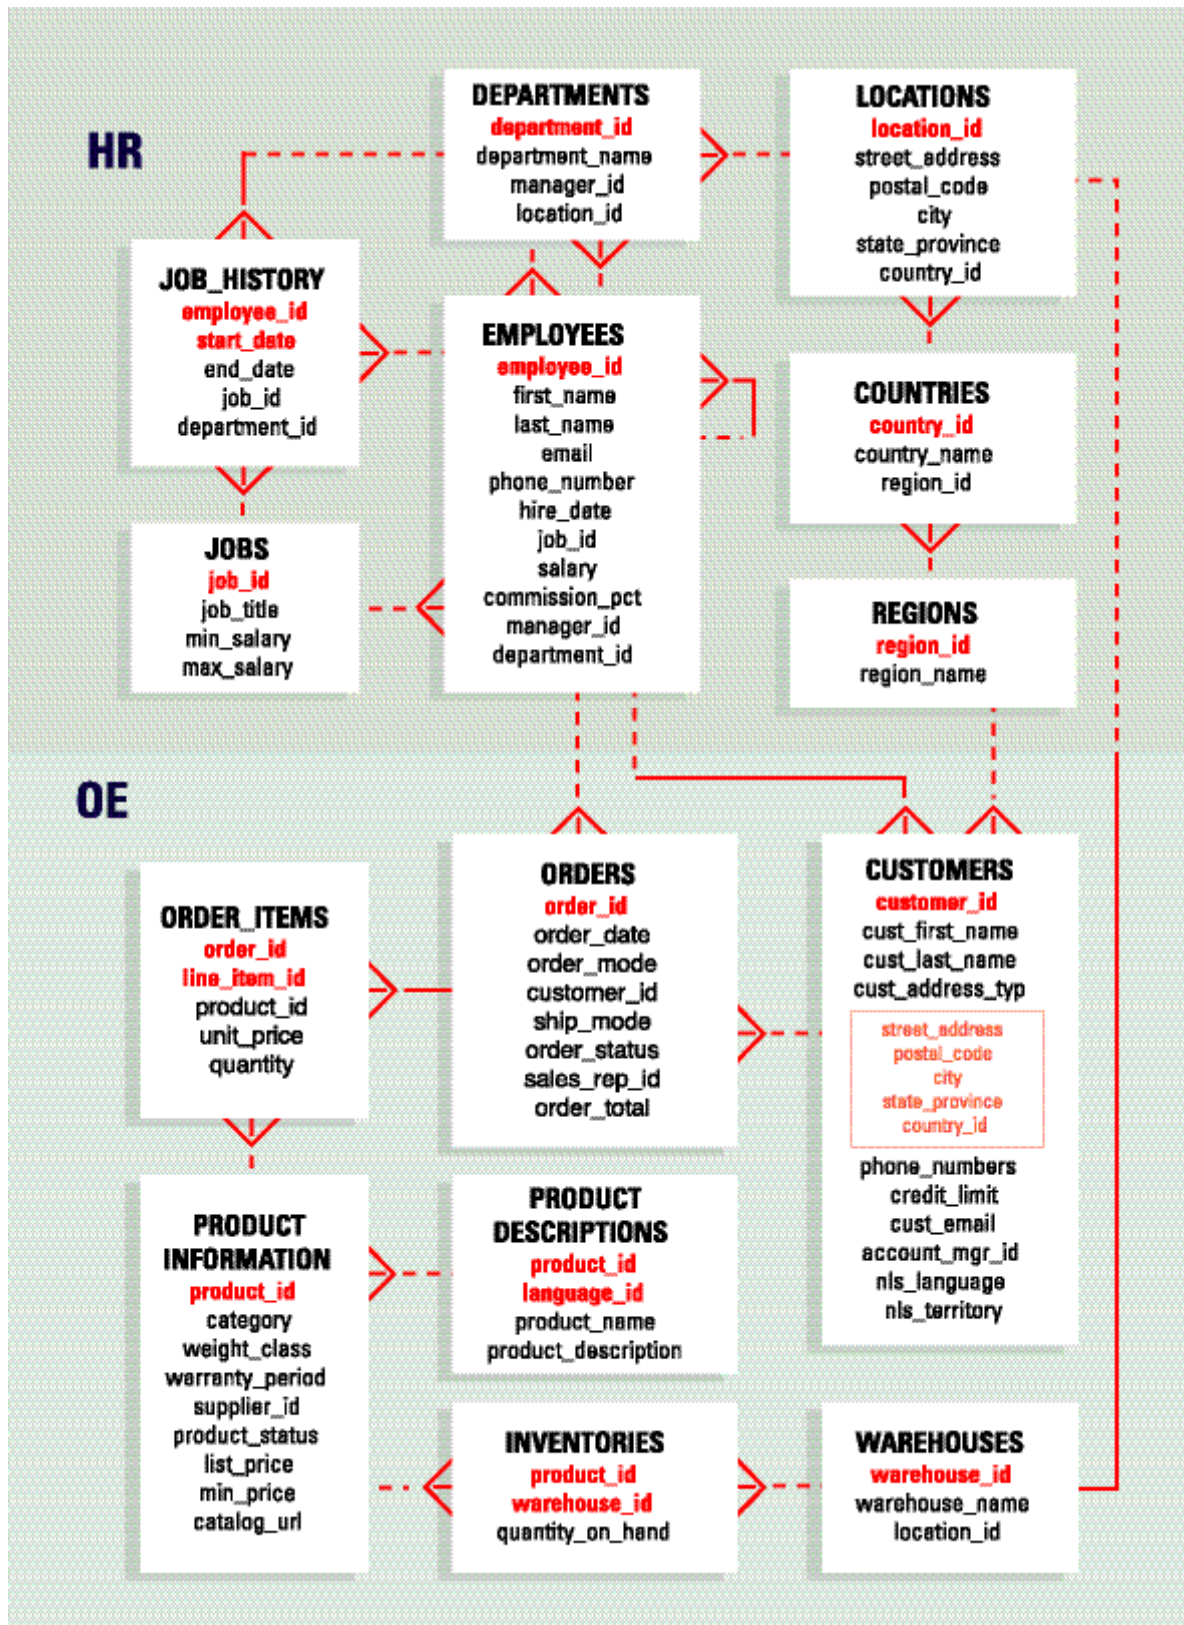 HR
DEPARTMENTS
department_id
department_name
manager_id
location_id
LOCATIONS
location_id
street_address
postal_code
city
state_province
country_id
JOB_HISTORY
employee_id
start_date
end_date
job_id
department_id
EMPLOYEES
employee_id
first_name
last_name
email
phone_number
hire_date
job_id
salary
commission_pct
manager_id
department_id
COUNTRIES
country_id
country_name
region_id
JOBS
job_id
job_title
min_salary
max_salary
REGIONS
region_id
region_name
OE
ORDER_ITEMS
order_id
line_item_id
product_id
unit_price
quantity
ORDERS
order_id
order_date
order_mode
customer_id
ship_mode
order_status
sales_rep_id
order_total
CUSTOMERS
customer_id
cust_first_name
cust_last_name
cust_address_typ
street_address
postal_code
city
state_province
country_id
phone_numbers
credit_limit
cust_email
account_mgr_id
nls_language
nls_territory
PRODUCT
INFORMATION
product_id
category
weight_class
warranty_period
supplier_id
product_status
list_price
min_price
catalog_url
PRODUCT
DESCRIPTIONS
product_id
language_id
product_name
product_description
INVENTORIES
product_id
warehouse_id
quantity_on_hand
WAREHOUSES
warehouse_id
warehouse_name
location_id